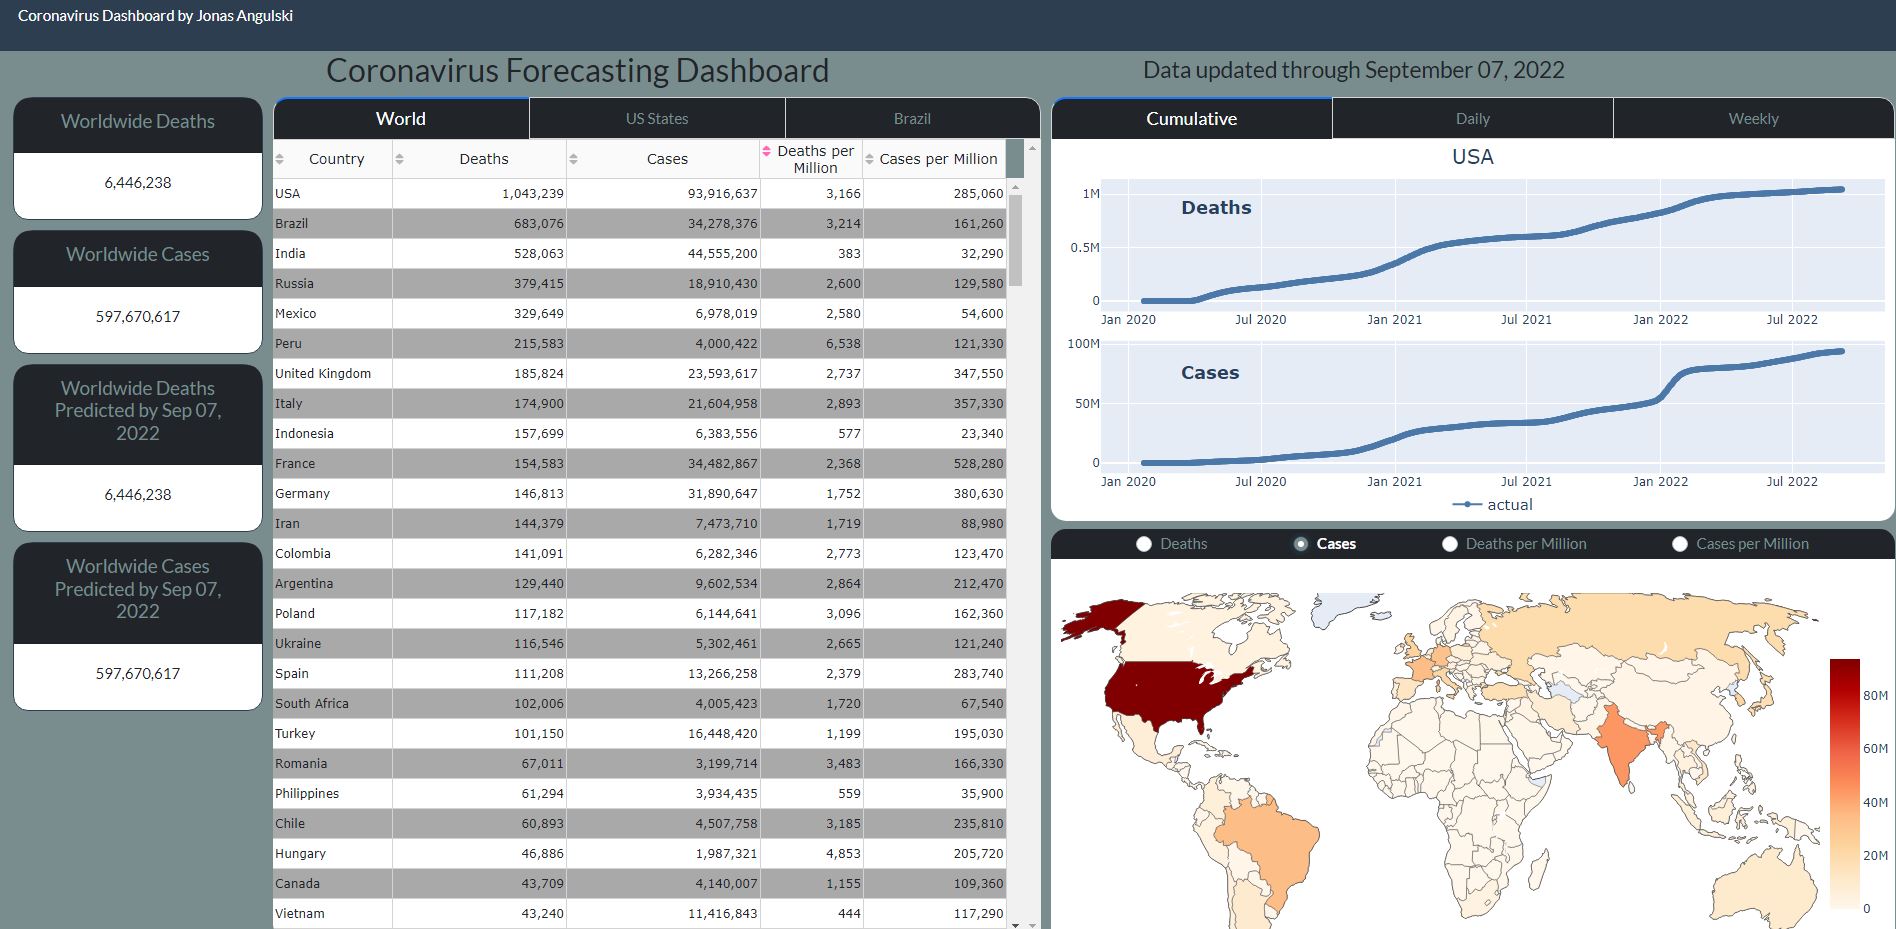 Coronavirus Dashboard by Jonas Angulski
Coronavirus Forecasting Dashboard
Data updated through September 07, 2022
Worldwide Deaths
6,446,238
Worldwide Cases
597,670,617
Worldwide Deaths
Predicted by Sep 07,
2022
6,446,238
Worldwide Cases
Predicted by Sep 07,
2022
597,670,617
World US States Brazil
Country Deaths Cases Deaths per Million Cases per Million
USA 1,043,239 93,916,637 3,166 285,060
Brazil 683,076 34,278,376 3,214 161,260
India 528,063 44,555,200 383 32,290
Russia 379,415 18,910,430 2,600 129,580
Mexico 329,649 6,978,019 2,580 54,600
Peru 215,583 4,000,422 6,538 121,330
United Kingdom 185,824 23,593,617 2,737 347,550
Italy 174,900 21,604,958 2,893 357,330
Indonesia 157,699 6,383,556 577 23,340
France 154,583 34,482,867 2,368 528,280
Germany 146,813 31,890,647 1,752 380,630
Iran 144,379 7,473,710 1,719 88,980
Colombia 141,091 6,282,346 2,773 123,470
Argentina 129,440 9,602,534 2,864 212,470
Poland 117,182 6,144,641 3,096 162,360
Ukraine 116,546 5,302,461 2,665 121,240
Spain 111,208 13,266,258 2,379 283,740
South Africa 102,006 4,005,423 1,720 67,540
Turkey 101,150 16,448,420 1,199 195,030
Romania 67,011 3,199,714 3,483 166,330
Philippines 61,294 3,934,435 559 35,900
Chile 60,893 4,507,758 3,185 235,810
Hungary 46,886 1,987,321 4,853 205,720
Canada 43,709 4,140,007 1,155 109,360
Vietnam 43,240 11,416,843 444 117,290
Cumulative Daily Weekly
USA
1M
Deaths
0.5M
0
Jan 2020 Jul 2020 Jan 2021 Jul 2021 Jan 2022 Jul 2022
100M
Cases
50M
0
Jan 2020 Jul 2020 Jan 2021 Jul 2021 Jan 2022 Jul 2022
actual
Deaths Cases Deaths per Million Cases per Million
80M
60M
40M
20M
0